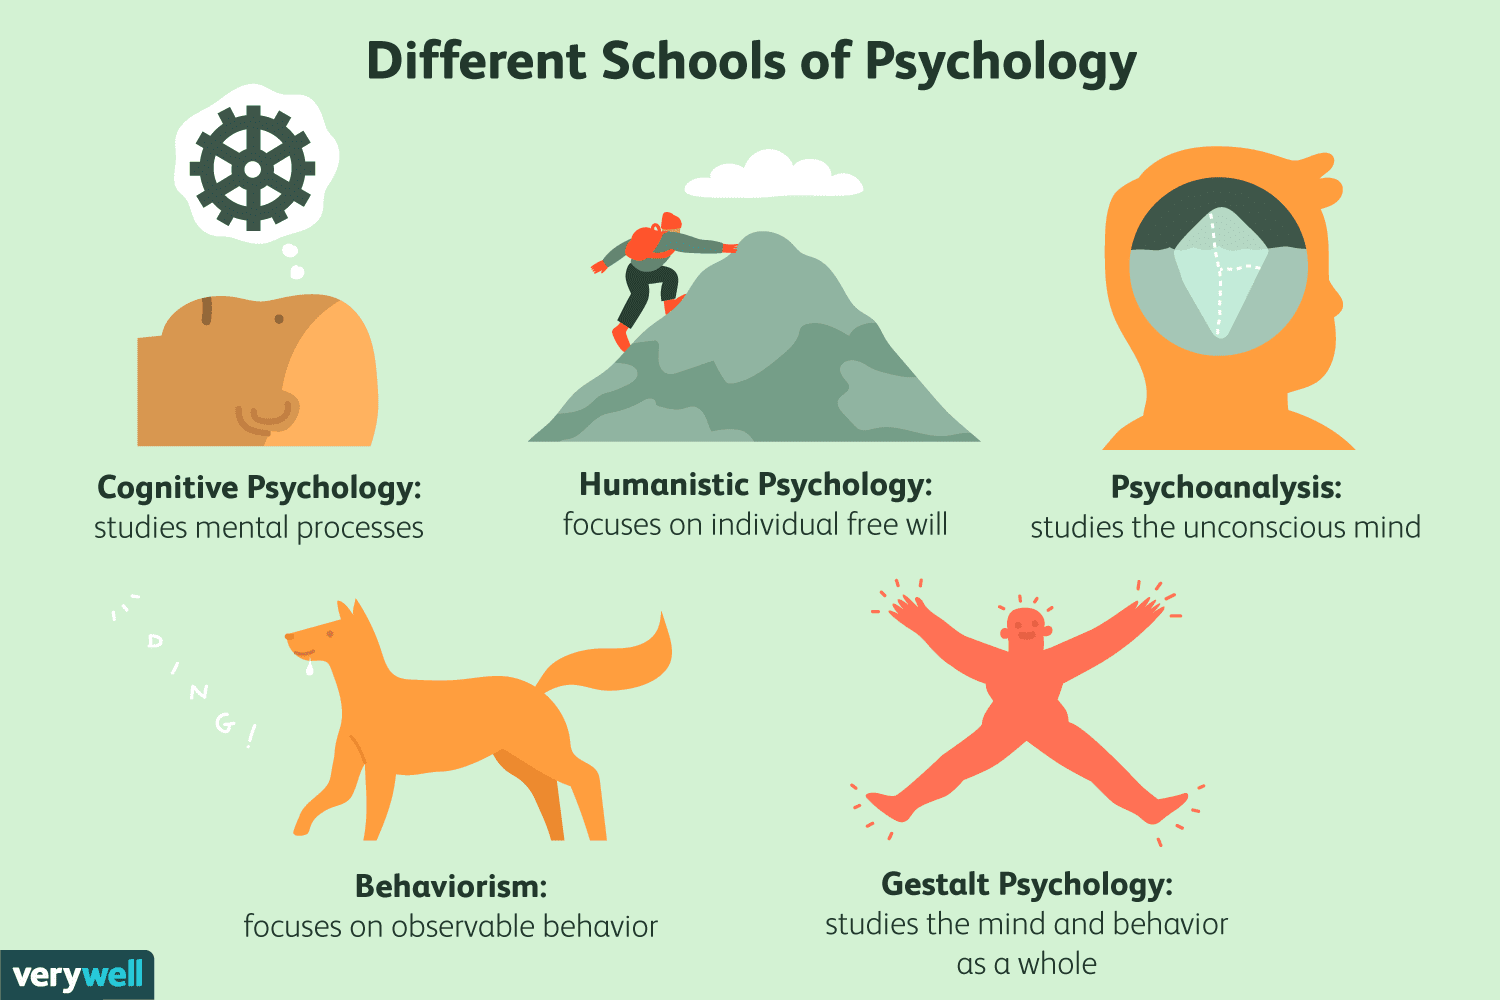 Different Schools of Psychology
Cognitive Psychology:
studies mental processes
Humanistic Psychology:
focuses on individual free will
Psychoanalysis:
studies the unconscious mind
DING!
Behaviorism:
focuses on observable behavior
Gestalt Psychology:
studies the mind and behavior
as a whole
verywell